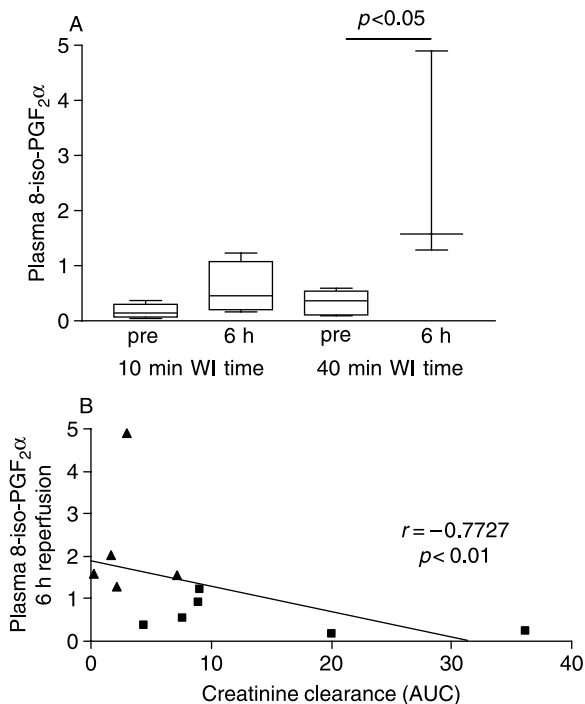 A
p<0.05
Plasma 8-iso-PGF₂α
5
4
3
2
1
0
pre 6 h pre 6 h
10 min WI time 40 min WI time
B
Plasma 8-iso-PGF₂α
6 h reperfusion
5
4
3
2
1
0
r = −0.7727
p < 0.01
0 10 20 30 40
Creatinine clearance (AUC)